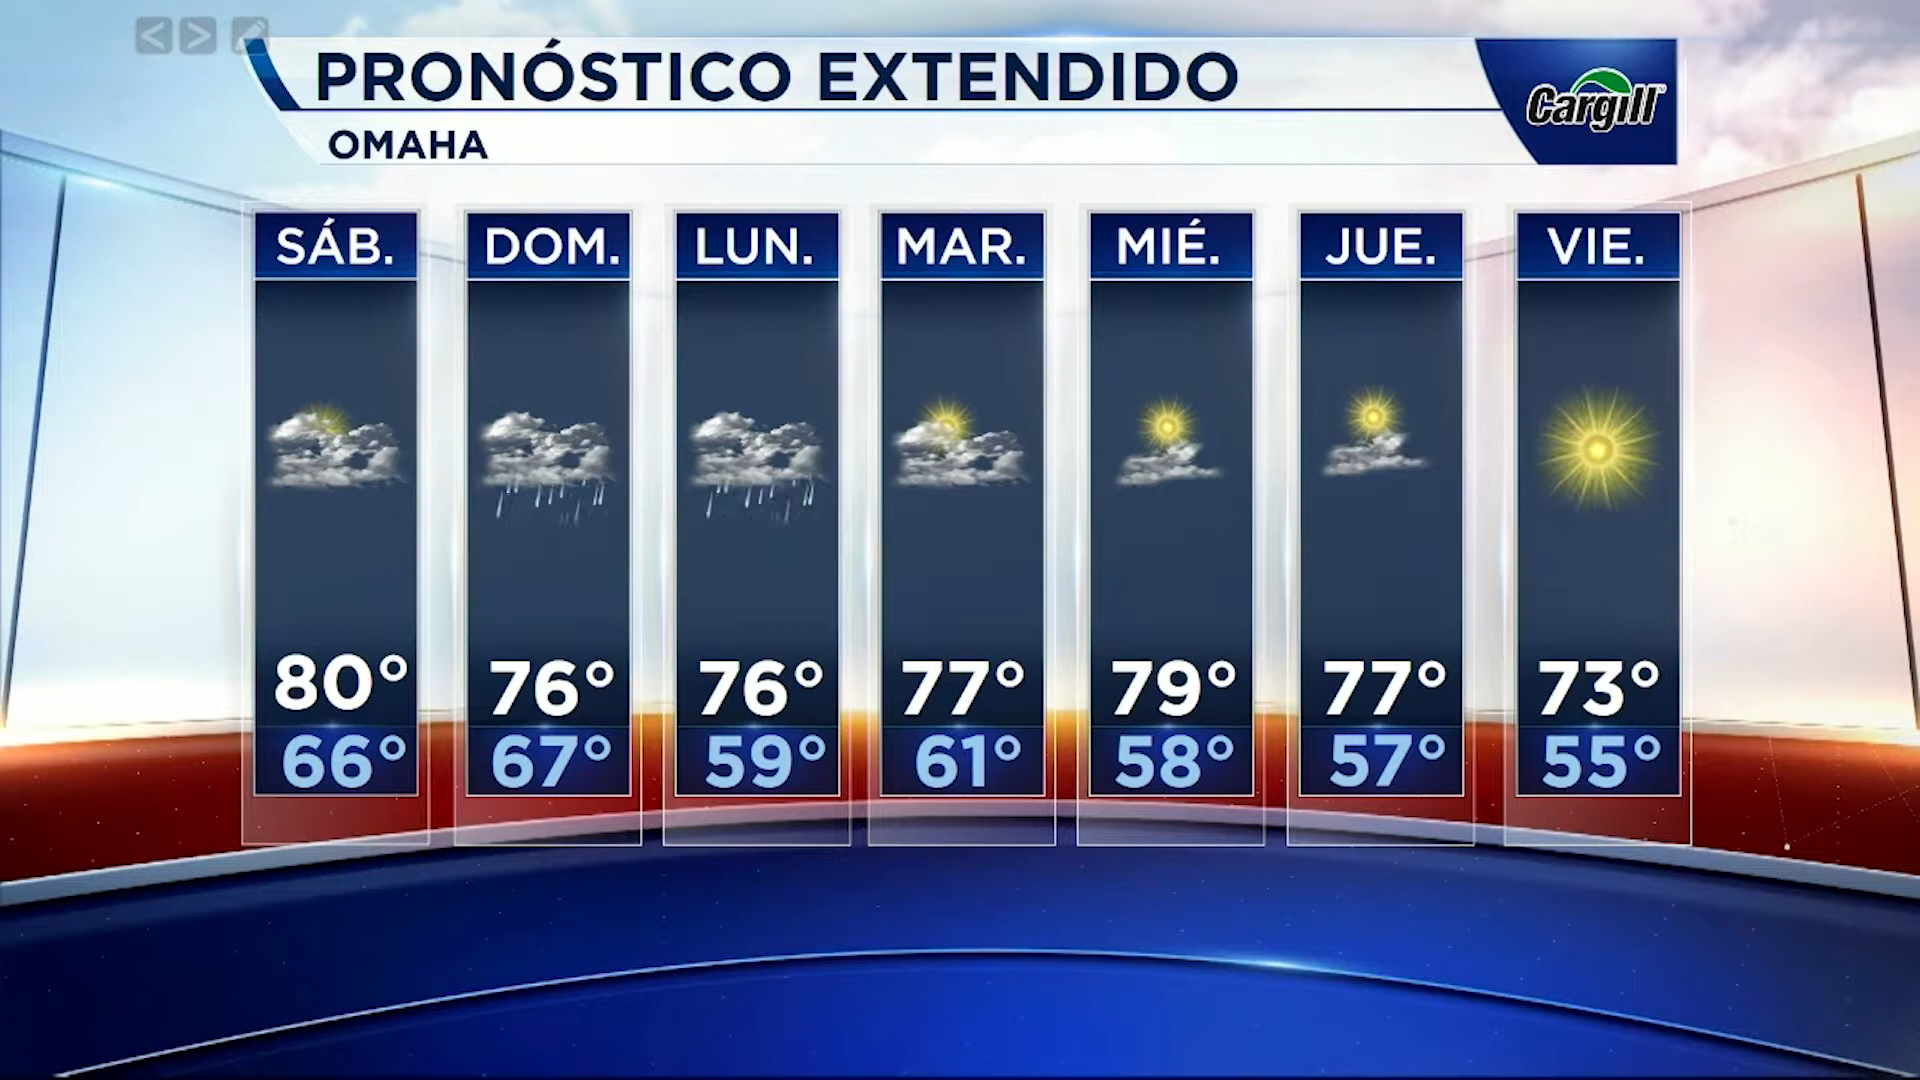 PRONÓSTICO EXTENDIDO
Cargill
OMAHA
SÁB. DOM. LUN. MAR. MIÉ. JUE. VIE.
80° 76° 76° 77° 79° 77° 73°
66° 67° 59° 61° 58° 57° 55°